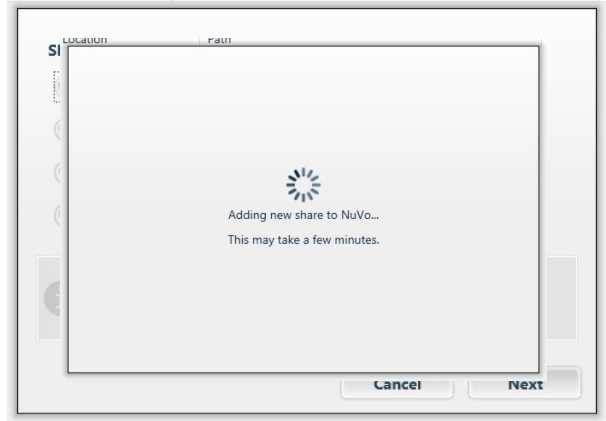 Location Path
Adding new share to NuVo...
This may take a few minutes.
Cancel Next